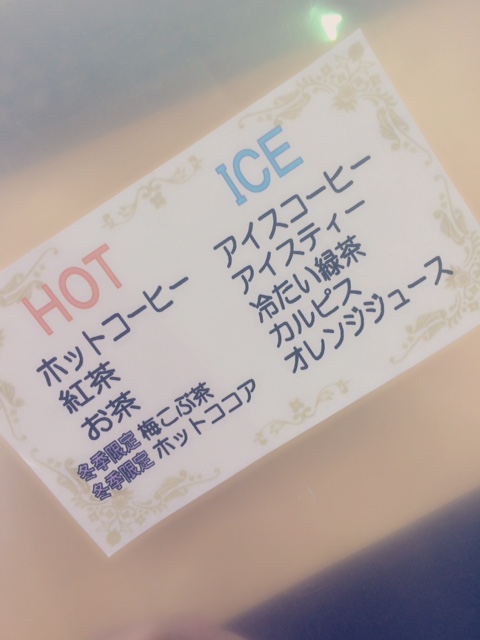 HOT
ホットコーヒー
紅茶
お茶
冬季限定 梅こぶ茶
冬季限定 ホットココア
ICE
アイスコーヒー
アイスティー
冷たい緑茶
カルピス
オレンジジュース